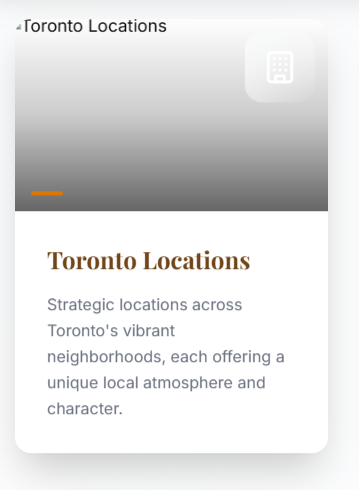 Toronto Locations
Toronto Locations
Strategic locations across
Toronto's vibrant
neighborhoods, each offering a
unique local atmosphere and
character.